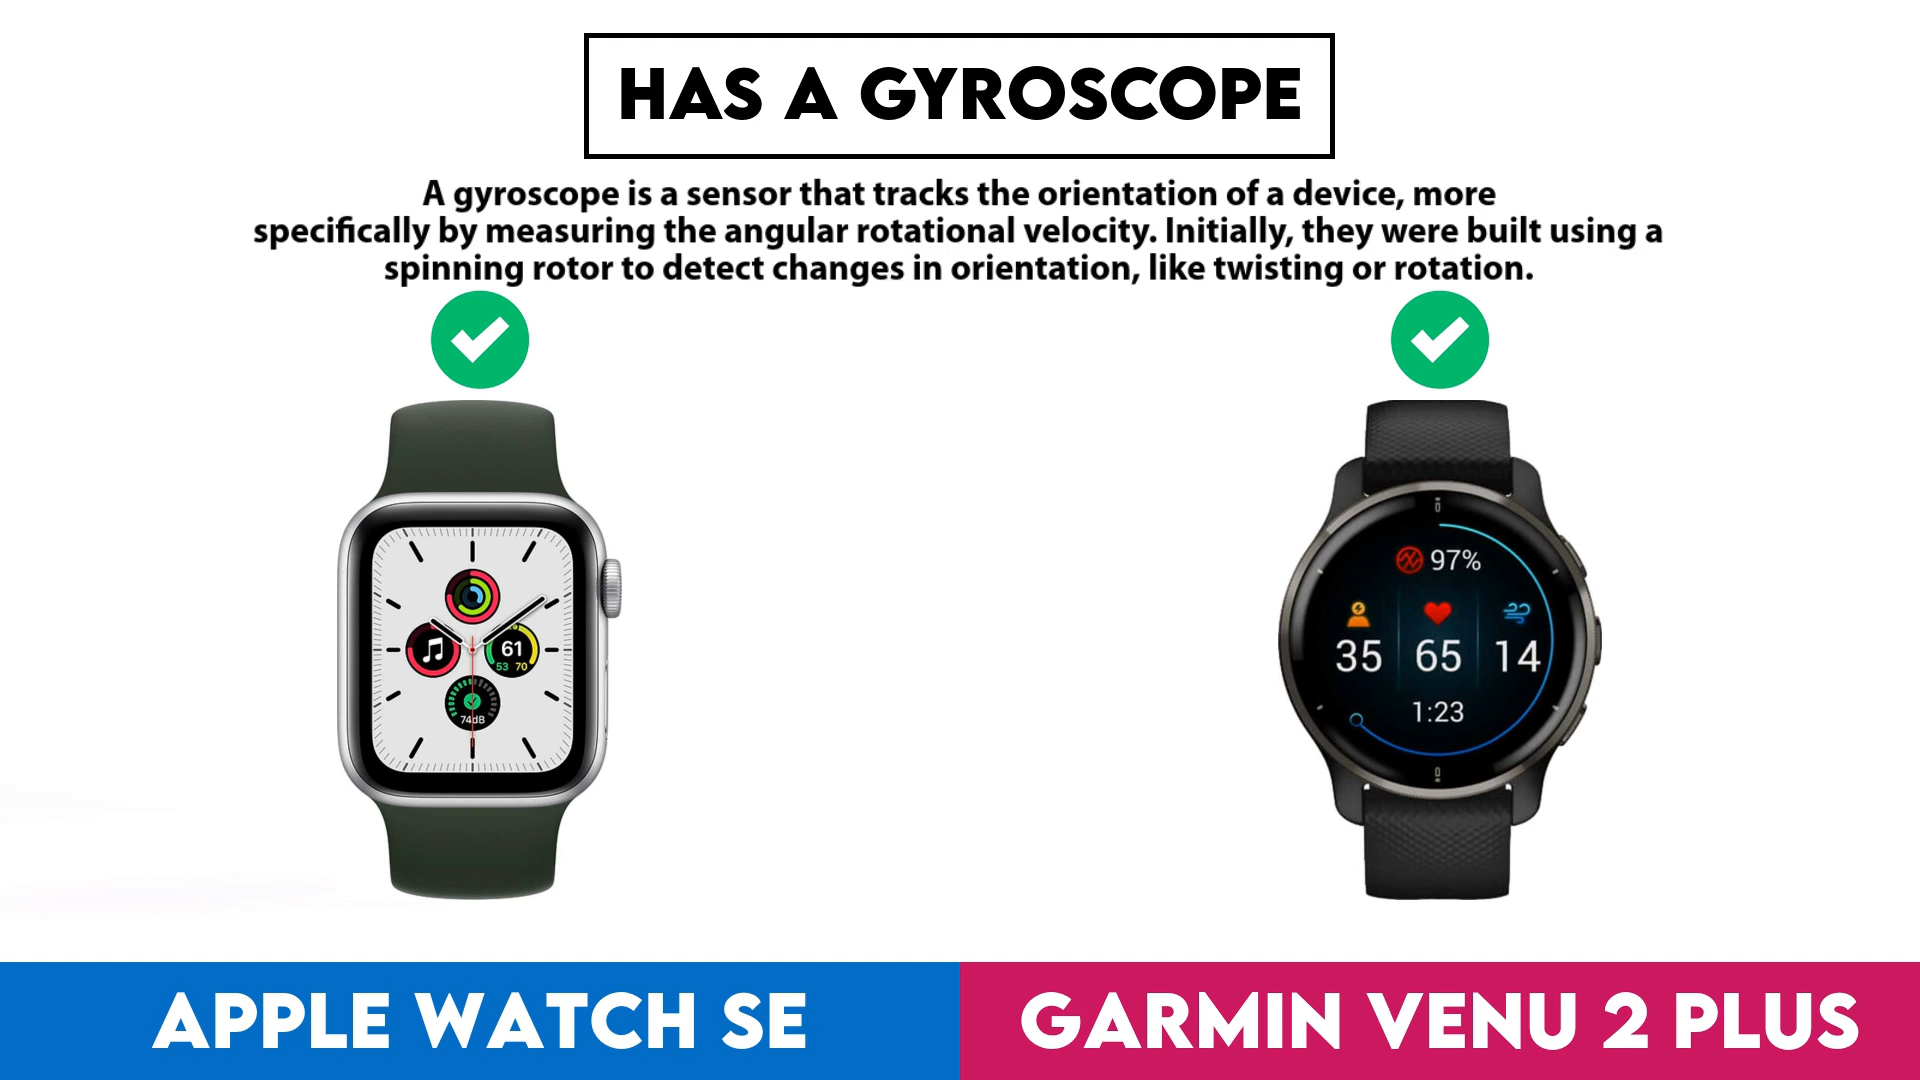 HAS A GYROSCOPE
A gyroscope is a sensor that tracks the orientation of a device, more
specifically by measuring the angular rotational velocity. Initially, they were built using a
spinning rotor to detect changes in orientation, like twisting or rotation.
61
53 70
74dB
97%
35 65 14
1:23
APPLE WATCH SE
GARMIN VENU 2 PLUS